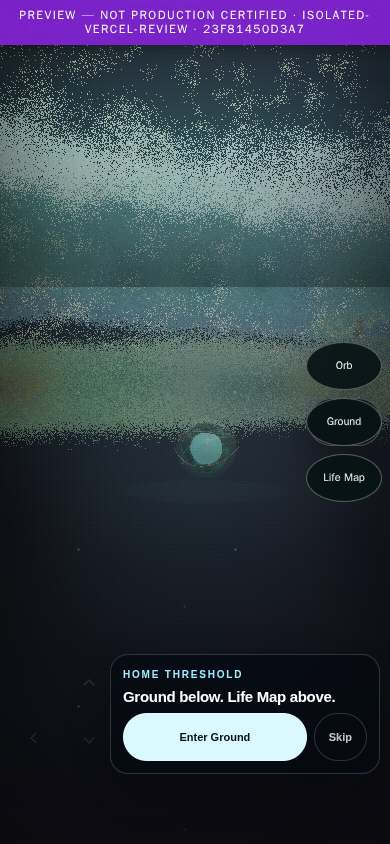 PREVIEW — NOT PRODUCTION CERTIFIED · ISOLATED-
VERCEL-REVIEW · 23F81450D3A7
Orb
Ground
Life Map
HOME THRESHOLD
Ground below. Life Map above.
Enter Ground
Skip